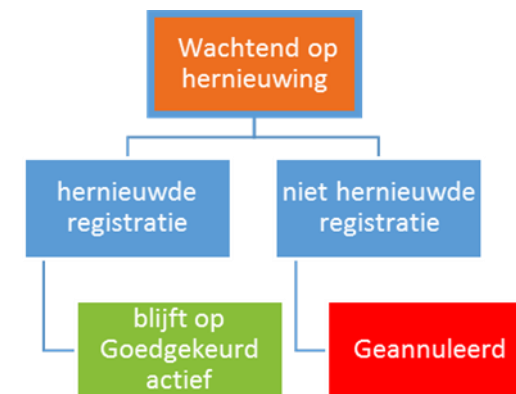 Wachtend op
hernieuwing
hernieuwde
registratie
niet hernieuwde
registratie
blijft op
Goedgekeurd
actief
Geannuleerd